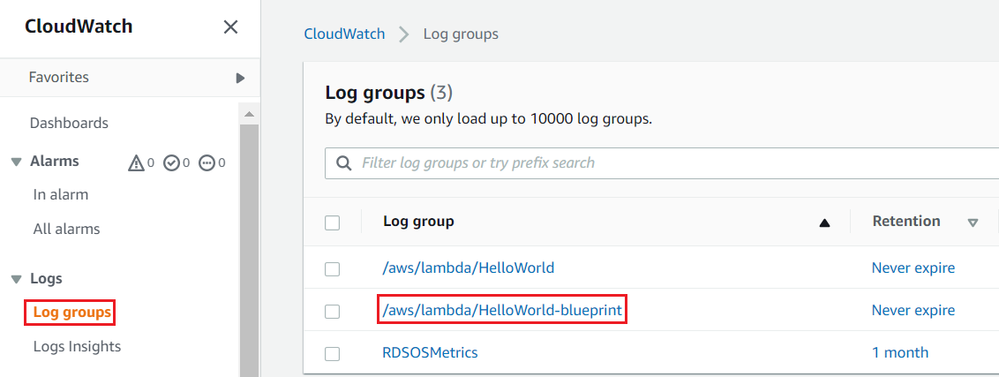 CloudWatch
Favorites
Dashboards
Alarms 0 0 0
In alarm
All alarms
Logs
Log groups
Logs Insights
CloudWatch Log groups
Log groups (3)
By default, we only load up to 10000 log groups.
Filter log groups or try prefix search
Log group Retention
/aws/lambda/HelloWorld Never expire
/aws/lambda/HelloWorld-blueprint Never expire
RDSOSMetrics 1 month